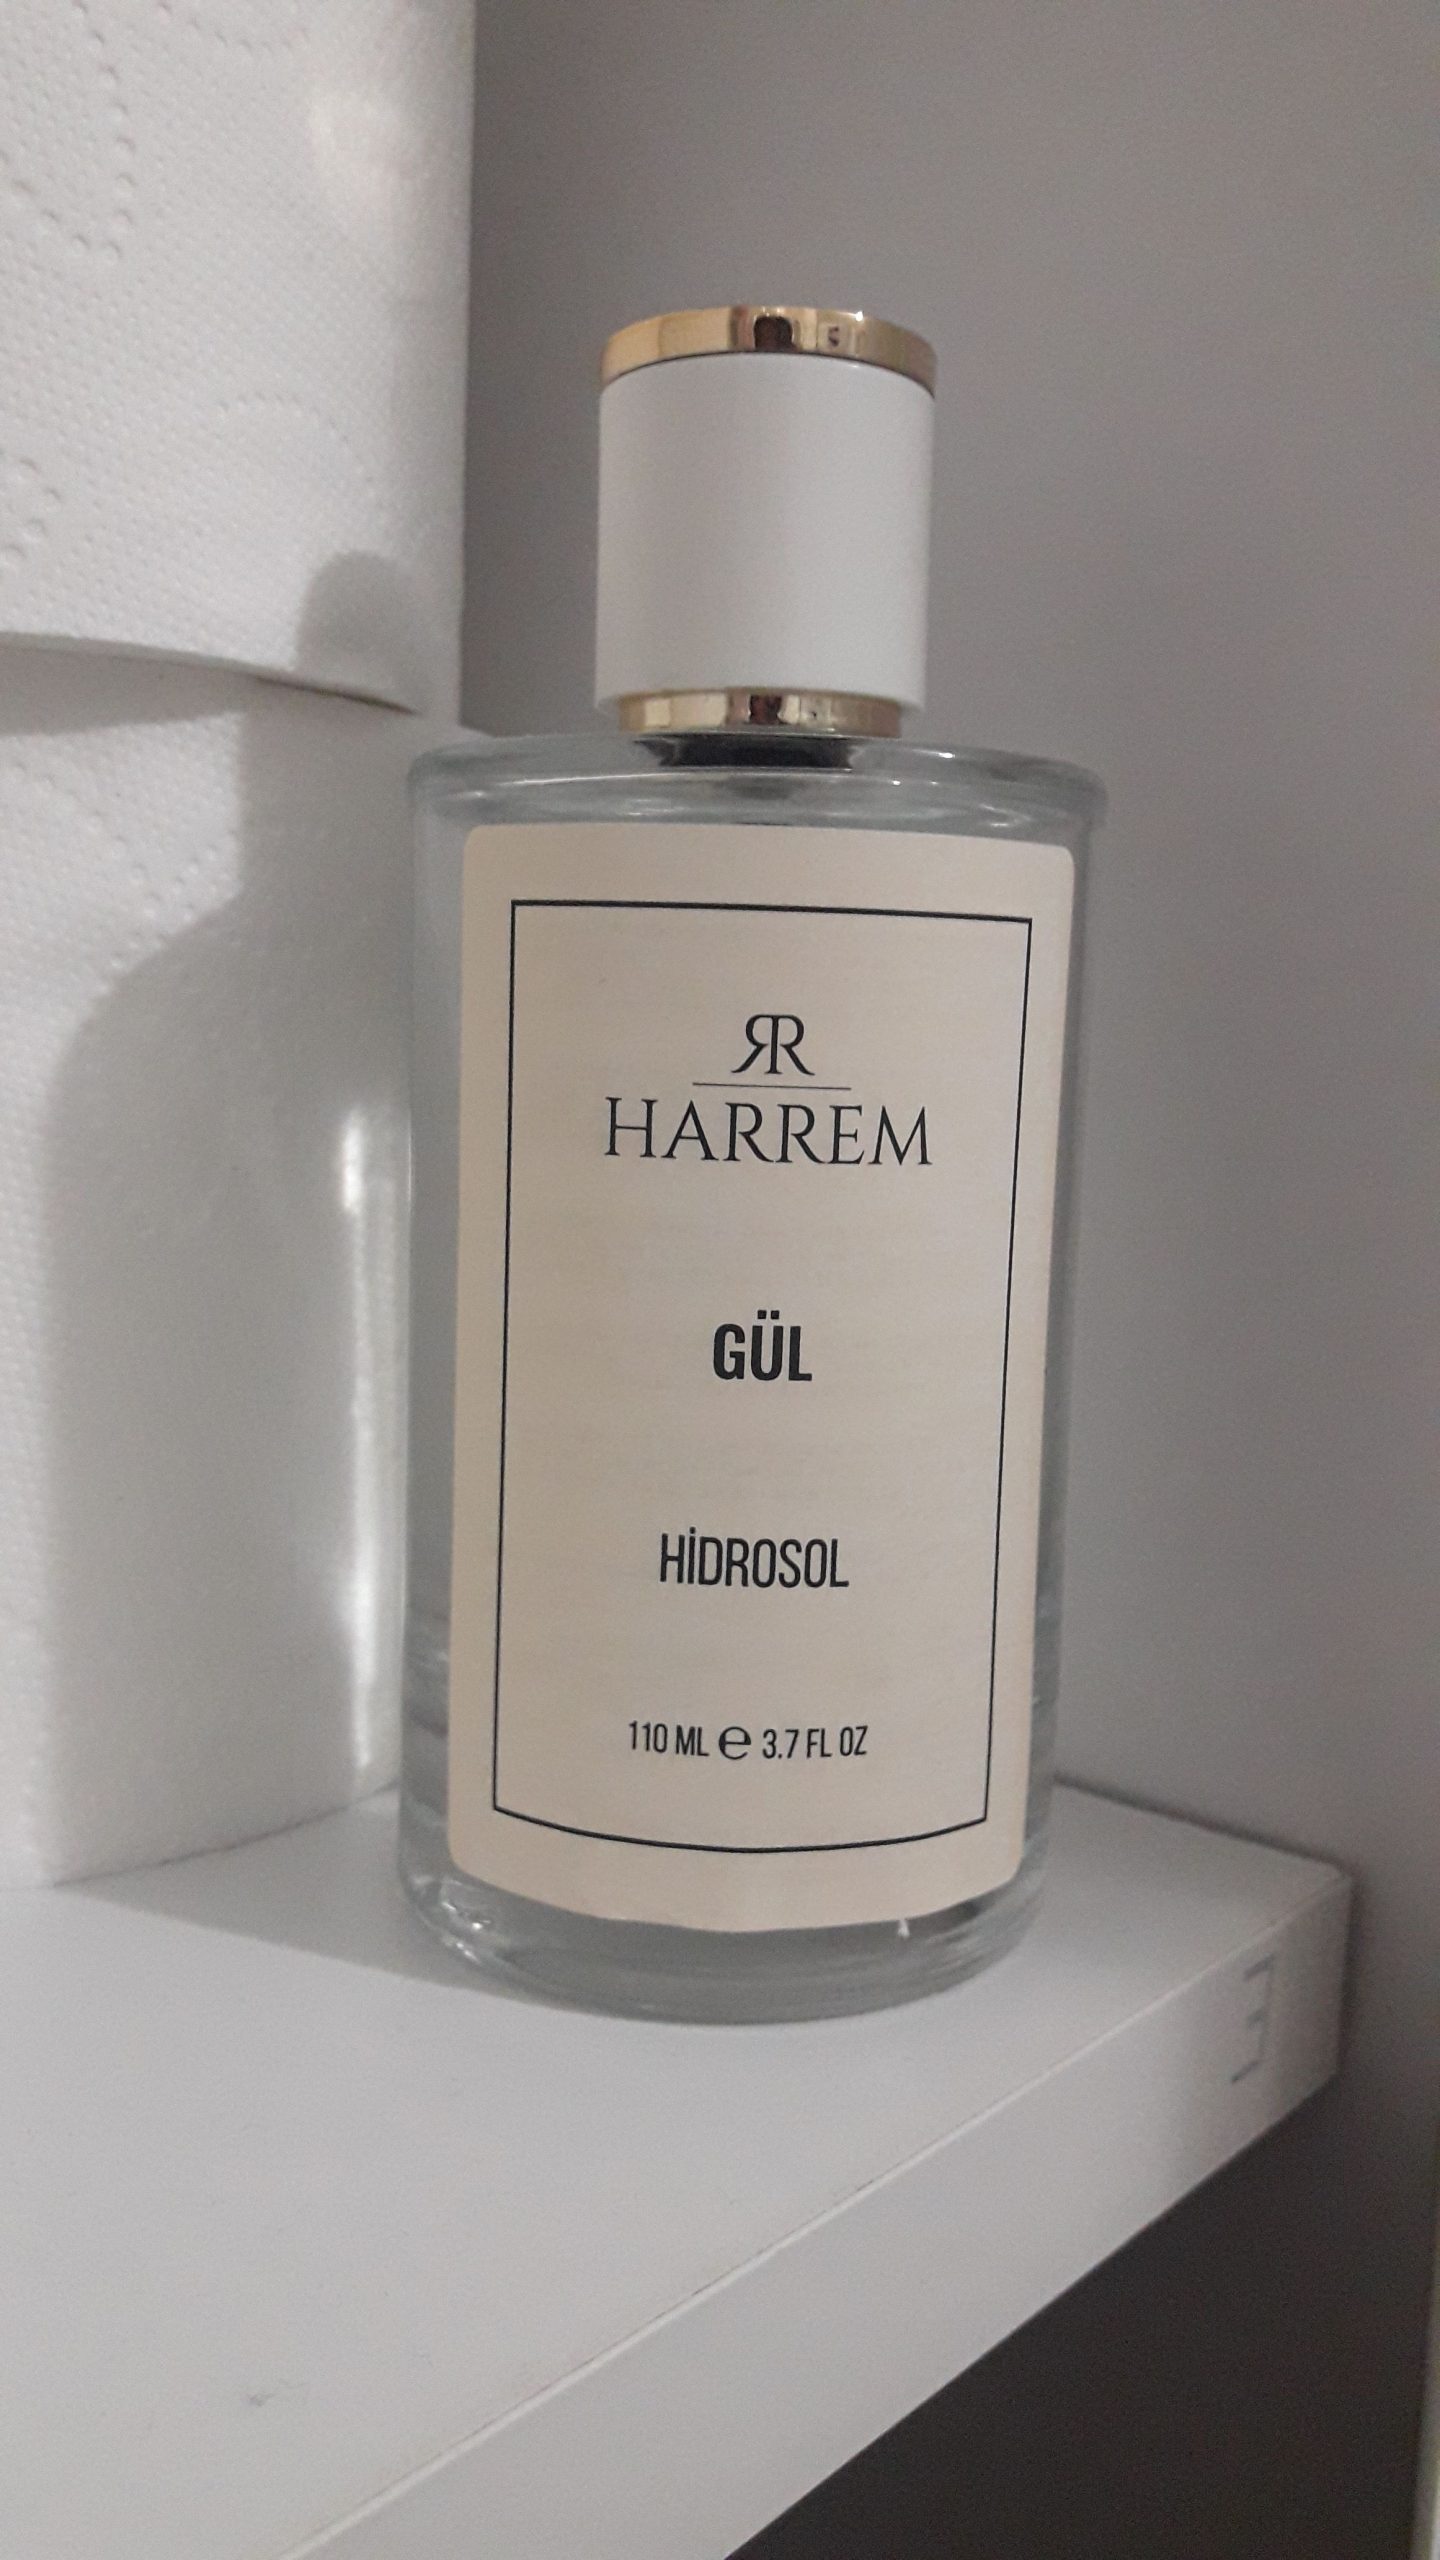 RR
HARREM
GÜL
HİDROSOL
110 ML ℮ 3.7 FL OZ